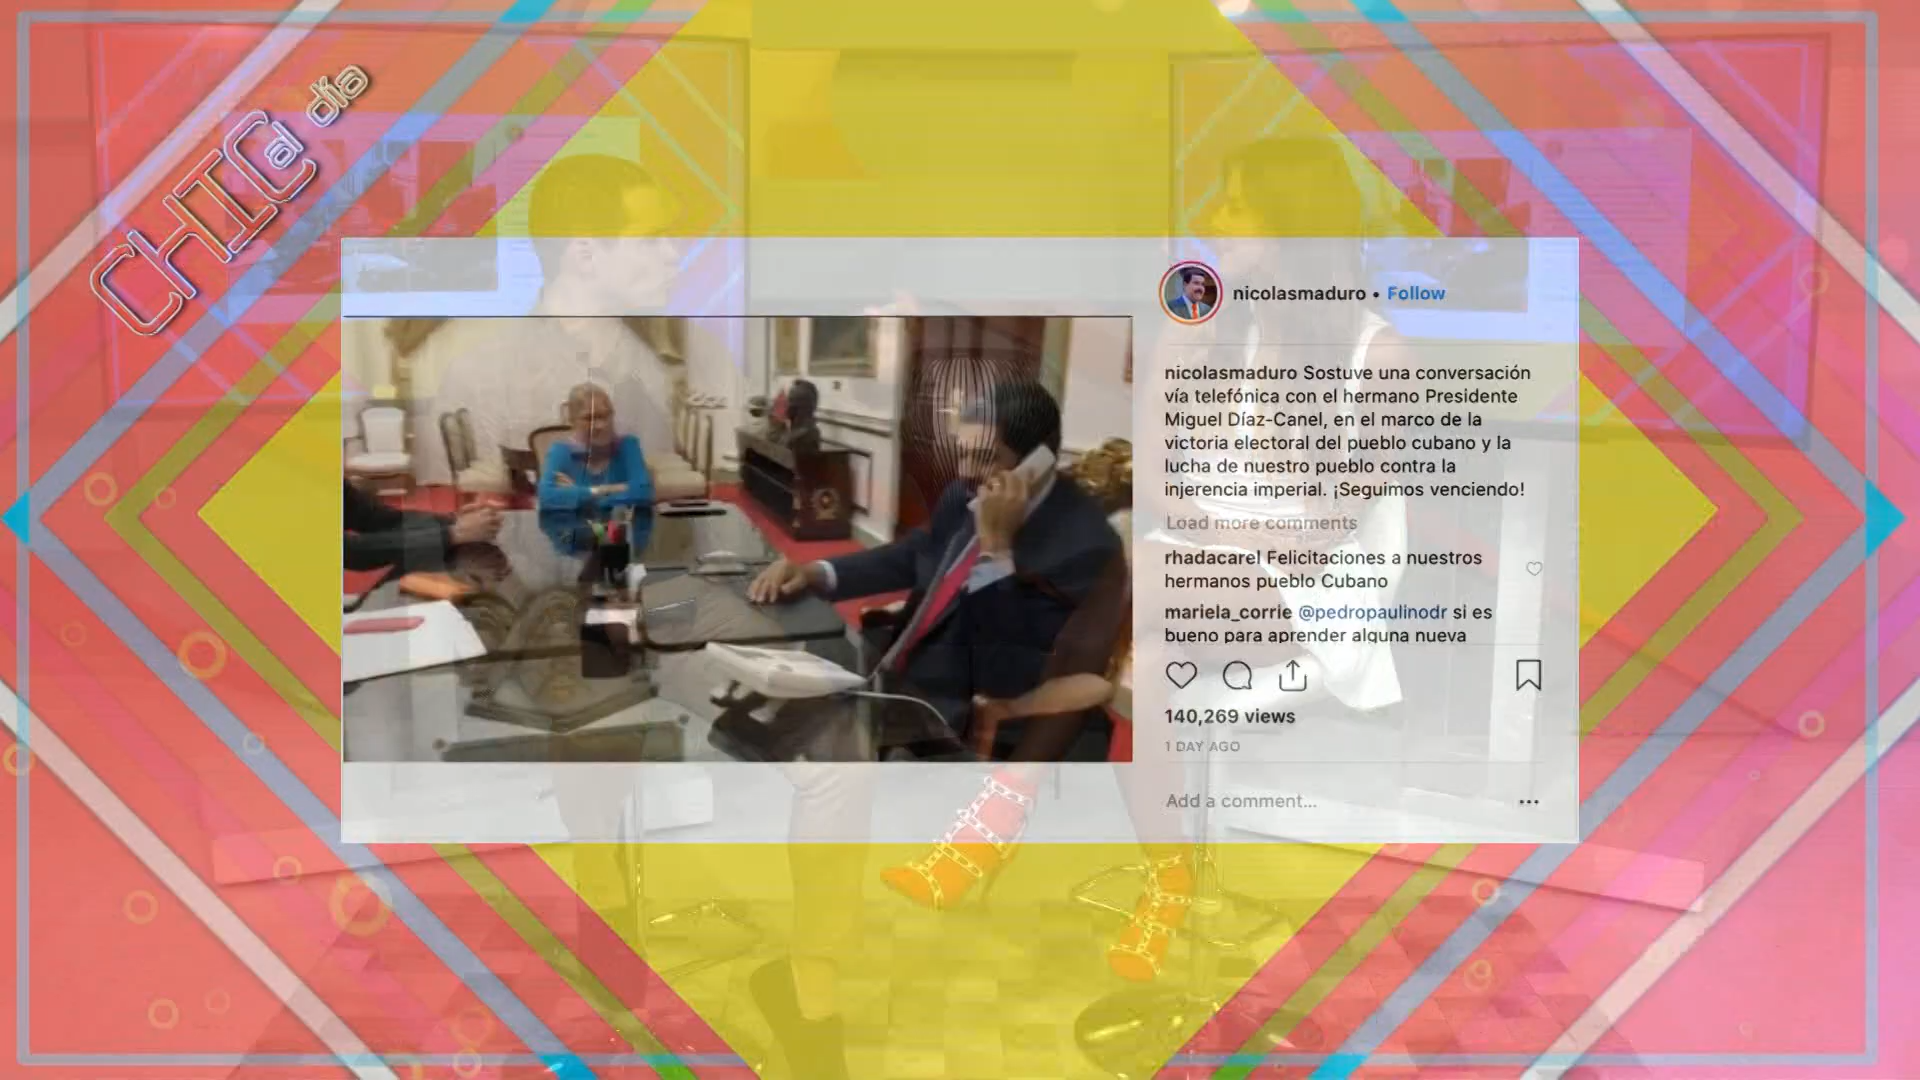 CHIC al día
nicolasmaduro • Follow
nicolasmaduro Sostuve una conversación
vía telefónica con el hermano Presidente
Miguel Díaz-Canel, en el marco de la
victoria electoral del pueblo cubano y la
lucha de nuestro pueblo contra la
injerencia imperial. ¡Seguimos venciendo!
Load more comments
rhadacarel Felicitaciones a nuestros
hermanos pueblo Cubano
mariela_corrie @pedropaulinodr si es
bueno para aprender alguna nueva
140,269 views
1 DAY AGO
Add a comment...